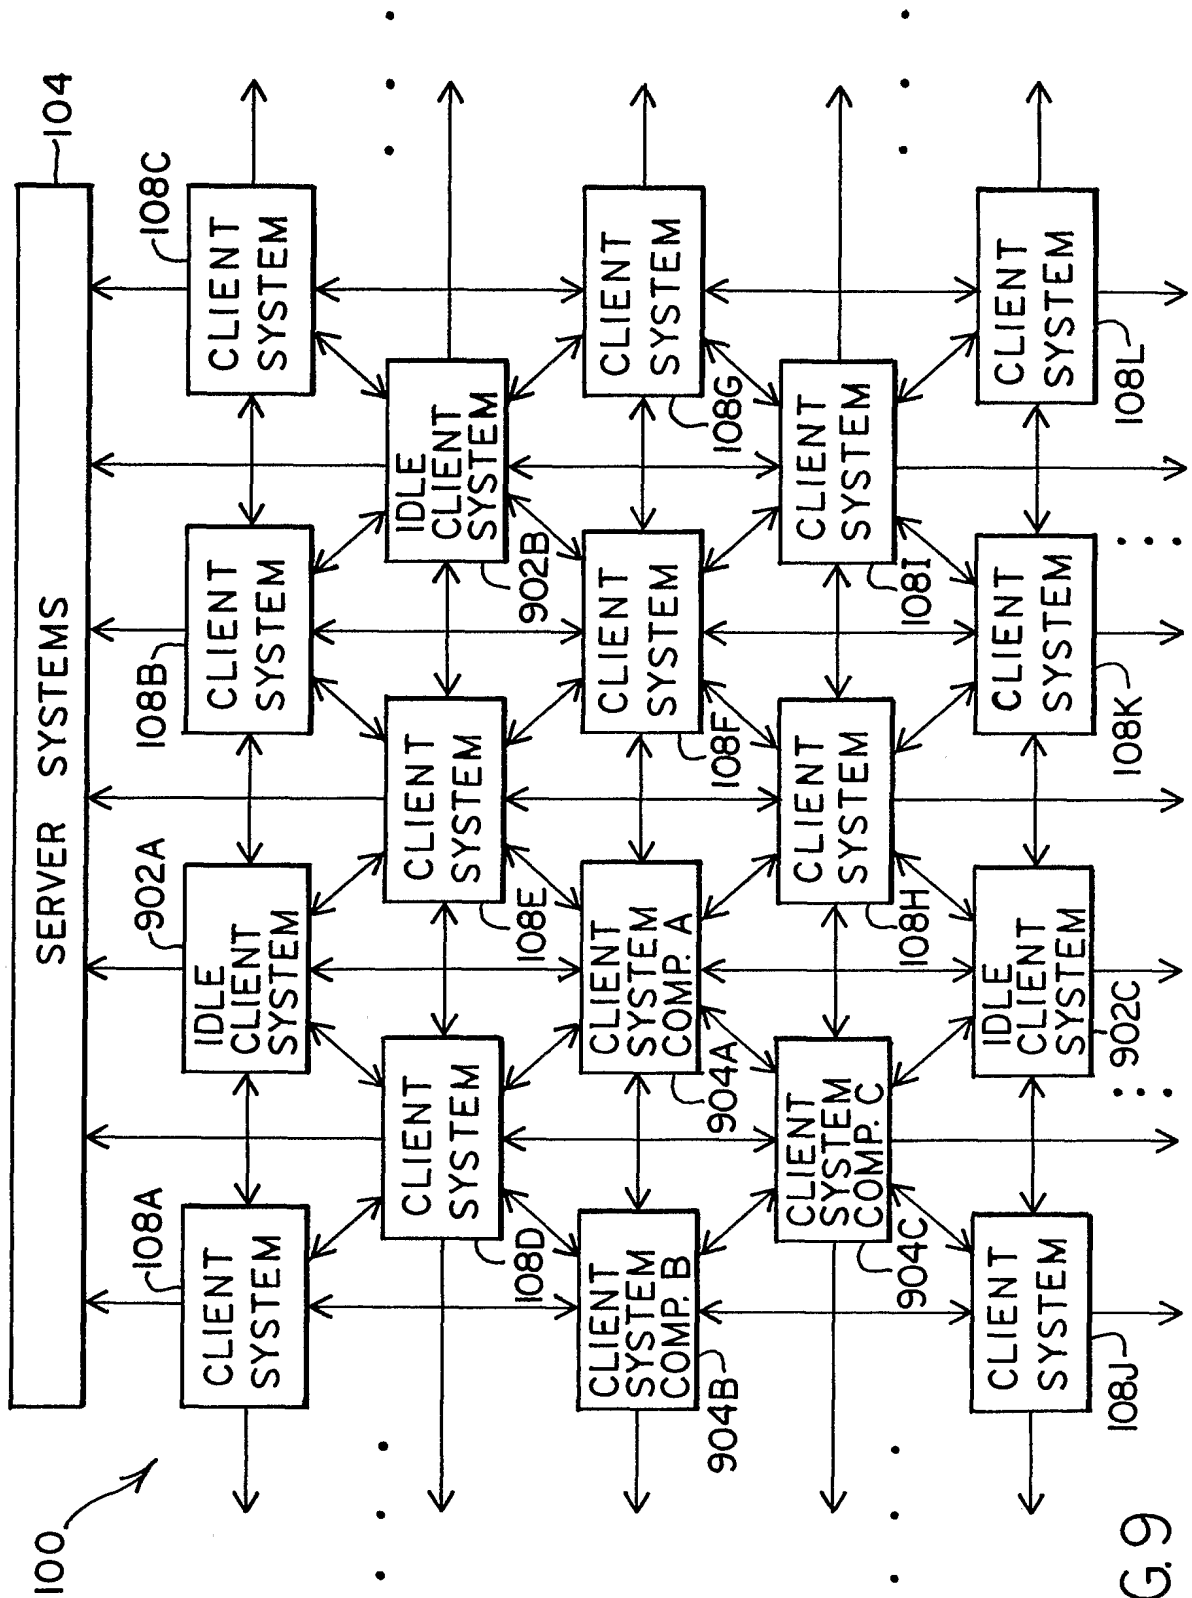 100
SERVER SYSTEMS
104
108A
CLIENT
SYSTEM
902A
IDLE
CLIENT
SYSTEM
108B
CLIENT
SYSTEM
108C
CLIENT
SYSTEM
CLIENT
SYSTEM
108D
CLIENT
SYSTEM
108E
IDLE
CLIENT
SYSTEM
902B
CLIENT
SYSTEM
COMP. B
904B
CLIENT
SYSTEM
COMP. A
904A
CLIENT
SYSTEM
108F
CLIENT
SYSTEM
108G
CLIENT
SYSTEM
COMP. C
904C
CLIENT
SYSTEM
108H
CLIENT
SYSTEM
108I
CLIENT
SYSTEM
108J
IDLE
CLIENT
SYSTEM
902C
CLIENT
SYSTEM
108K
CLIENT
SYSTEM
108L
G. 9